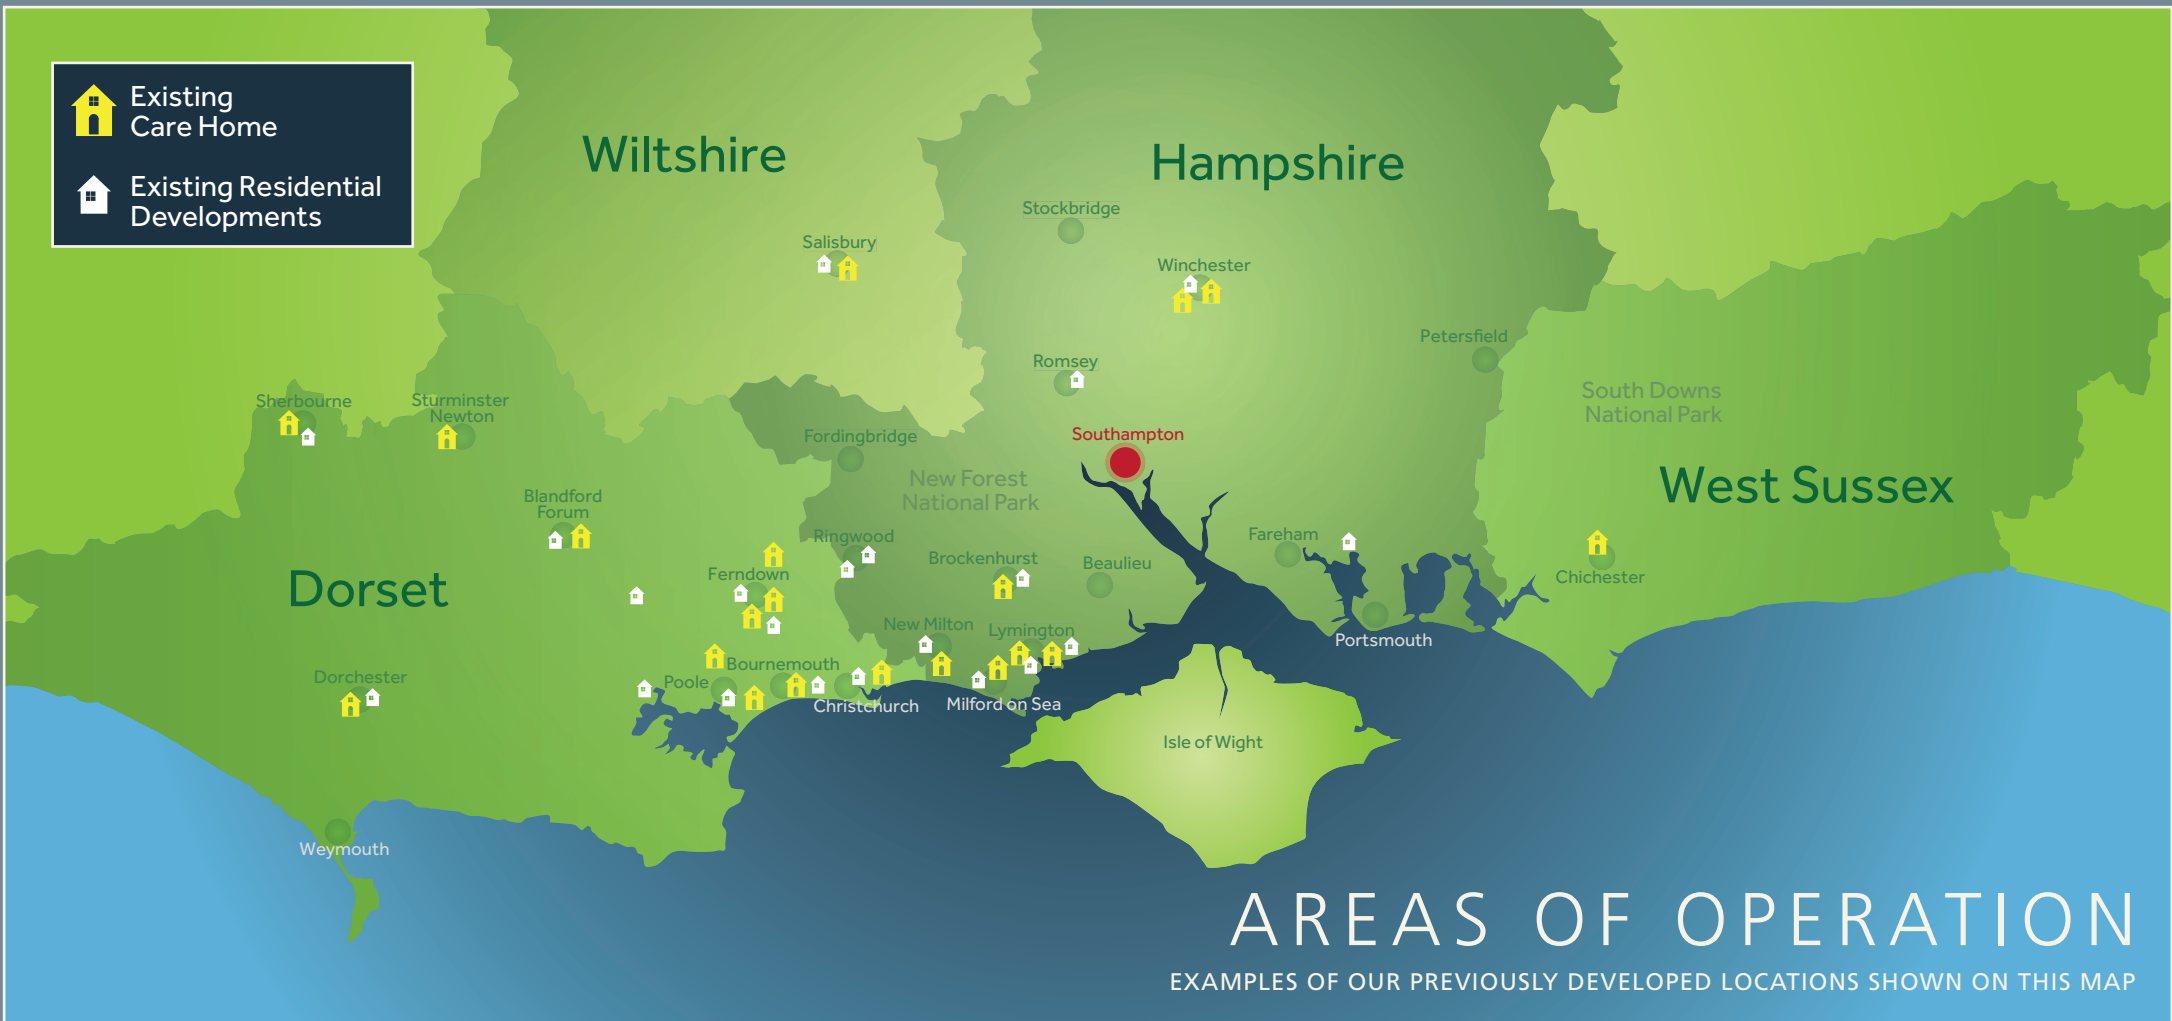 Existing
Care Home
Existing Residential
Developments
Wiltshire
Hampshire
Stockbridge
Salisbury
Winchester
Petersfield
Romsey
South Downs
National Park
Sherbourne
Sturminster
Newton
Fordingbridge
Southampton
New Forest
National Park
West Sussex
Blandford
Forum
Ringwood
Fareham
Brockenhurst
Beaulieu
Ferndown
Chichester
Dorset
New Milton
Lymington
Portsmouth
Bournemouth
Dorchester
Poole
Christchurch
Milford on Sea
Isle of Wight
Weymouth
AREAS OF OPERATION
EXAMPLES OF OUR PREVIOUSLY DEVELOPED LOCATIONS SHOWN ON THIS MAP